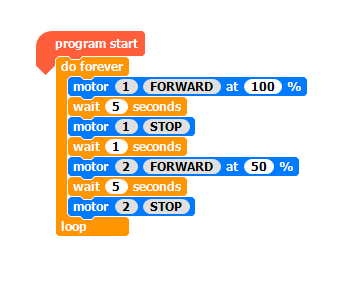 program start
do forever
motor 1 FORWARD at 100 %
wait 5 seconds
motor 1 STOP
wait 1 seconds
motor 2 FORWARD at 50 %
wait 5 seconds
motor 2 STOP
loop